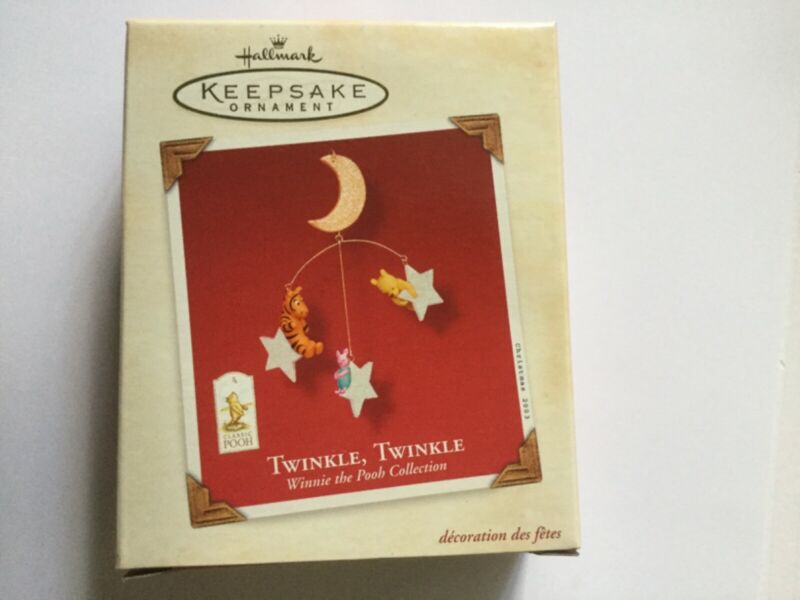 Hallmark
KEEPSAKE
ORNAMENT
Christmas 2003
CLASSIC
POOH
TWINKLE, TWINKLE
Winnie the Pooh Collection
décoration des fêtes